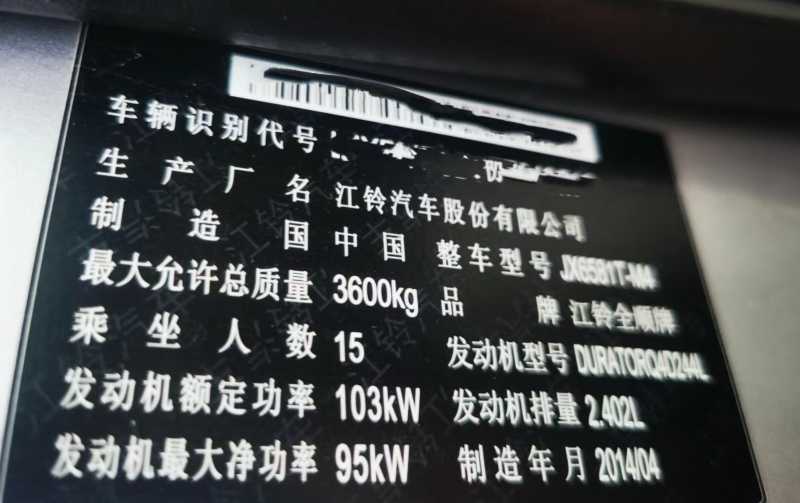 车辆识别代号
生产厂名 江铃汽车股份有限公司
制造国 中国 整车型号 JX6581T-M4
最大允许总质量 3600kg 品牌 江铃全顺牌
乘坐人数 15 发动机型号 DURATORQ4D244L
发动机额定功率 103kW 发动机排量 2.402L
发动机最大净功率 95kW 制造年月 2014/04